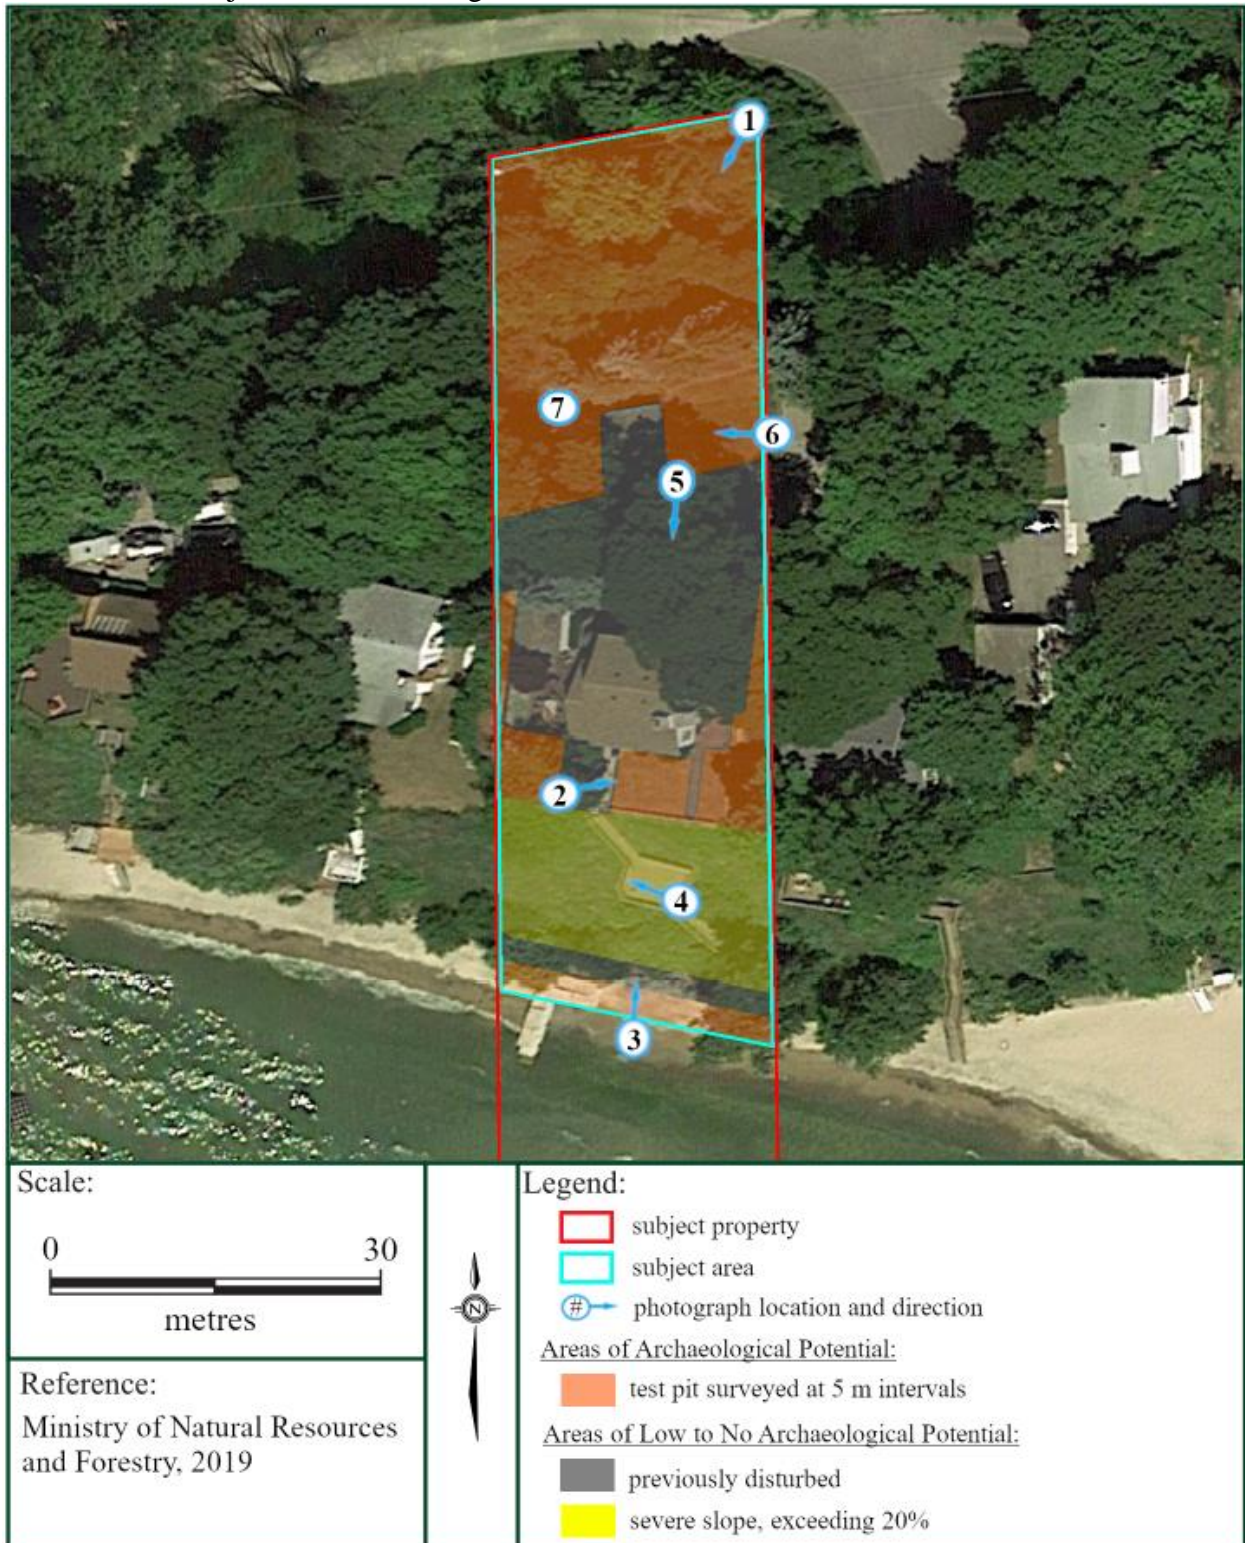 1
7
6
5
2
4
3
Scale:
0 30
metres
Reference:
Ministry of Natural Resources
and Forestry, 2019
N
Legend:
subject property
subject area
# photograph location and direction
Areas of Archaeological Potential:
test pit surveyed at 5 m intervals
Areas of Low to No Archaeological Potential:
previously disturbed
severe slope, exceeding 20%